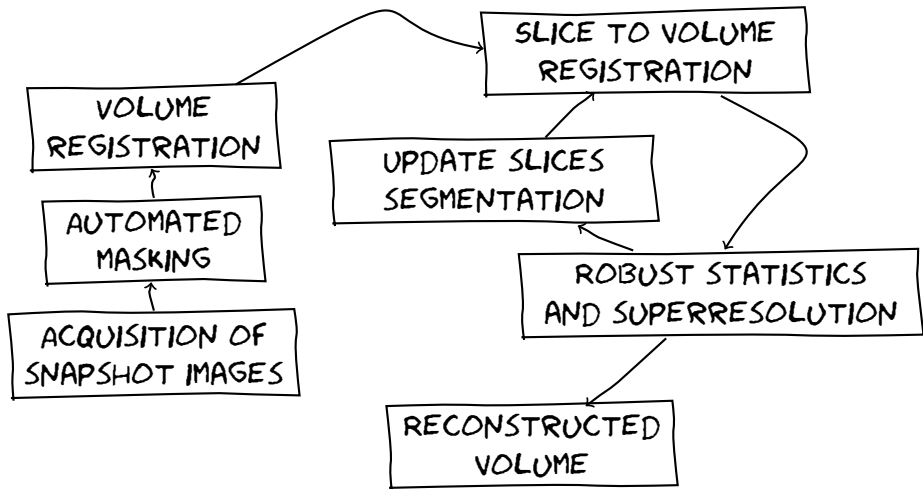 SLICE TO VOLUME
REGISTRATION
VOLUME
REGISTRATION
UPDATE SLICES
SEGMENTATION
AUTOMATED
MASKING
ROBUST STATISTICS
AND SUPERRESOLUTION
ACQUISITION OF
SNAPSHOT IMAGES
RECONSTRUCTED
VOLUME